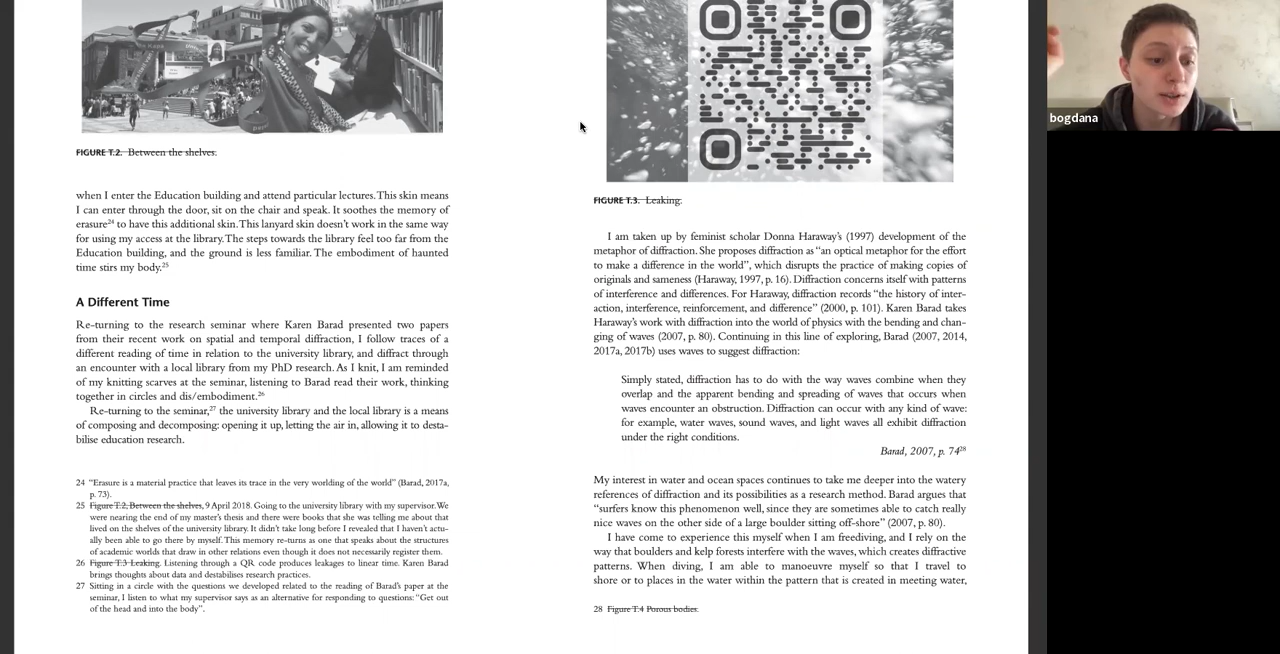 FIGURE T.2. Between the shelves.
when I enter the Education building and attend particular lectures. This skin means
I can enter through the door, sit on the chair and speak. It soothes the memory of
erasure24 to have this additional skin. This lanyard skin doesn't work in the same way
for using my access at the library. The steps towards the library feel too far from the
Education building, and the ground is less familiar. The embodiment of haunted
time stirs my body.25
A Different Time
Re-turning to the research seminar where Karen Barad presented two papers
from their recent work on spatial and temporal diffraction, I follow traces of a
different reading of time in relation to the university library, and diffract through
an encounter with a local library from my PhD research. As I knit, I am reminded
of my knitting scarves at the seminar, listening to Barad read their work, thinking
together in circles and dis/embodiment.26
Re-turning to the seminar,27 the university library and the local library is a means
of composing and decomposing: opening it up, letting the air in, allowing it to desta-
bilise education research.
24 "Erasure is a material practice that leaves its trace in the very worlding of the world" (Barad, 2017a,
p. 73).
25 Figure T.2, Between the shelves, 9 April 2018. Going to the university library with my supervisor. We
were nearing the end of my master's thesis and there were books that she was telling me about that
lived on the shelves of the university library. It didn't take long before I revealed that I haven't actu-
ally been able to go there by myself. This memory re-turns as one that speaks about the structures
of academic worlds that draw in other relations even though it does not necessarily register them.
26 Figure T.3 Leaking. Listening through a QR code produces leakages to linear time. Karen Barad
brings thoughts about data and destabilises research practices.
27 Sitting in a circle with the questions we developed related to the reading of Barad's paper at the
seminar, I listen to what my supervisor says as an alternative for responding to questions: "Get out
of the head and into the body".
FIGURE T.3. Leaking.
I am taken up by feminist scholar Donna Haraway's (1997) development of the
metaphor of diffraction. She proposes diffraction as "an optical metaphor for the effort
to make a difference in the world", which disrupts the practice of making copies of
originals and sameness (Haraway, 1997, p. 16). Diffraction concerns itself with patterns
of interference and differences. For Haraway, diffraction records "the history of inter-
action, interference, reinforcement, and difference" (2000, p. 101). Karen Barad takes
Haraway's work with diffraction into the world of physics with the bending and chan-
ging of waves (2007, p. 80). Continuing in this line of exploring, Barad (2007, 2014,
2017a, 2017b) uses waves to suggest diffraction:
Simply stated, diffraction has to do with the way waves combine when they
overlap and the apparent bending and spreading of waves that occurs when
waves encounter an obstruction. Diffraction can occur with any kind of wave:
for example, water waves, sound waves, and light waves all exhibit diffraction
under the right conditions.
Barad, 2007, p. 7428
My interest in water and ocean spaces continues to take me deeper into the watery
references of diffraction and its possibilities as a research method. Barad argues that
"surfers know this phenomenon well, since they are sometimes able to catch really
nice waves on the other side of a large boulder sitting off-shore" (2007, p. 80).
I have come to experience this myself when I am freediving, and I rely on the
way that boulders and kelp forests interfere with the waves, which creates diffractive
patterns. When diving, I am able to manoeuvre myself so that I travel to
shore or to places in the water within the pattern that is created in meeting water,
28 Figure T.4 Porous bodies.
bogdana